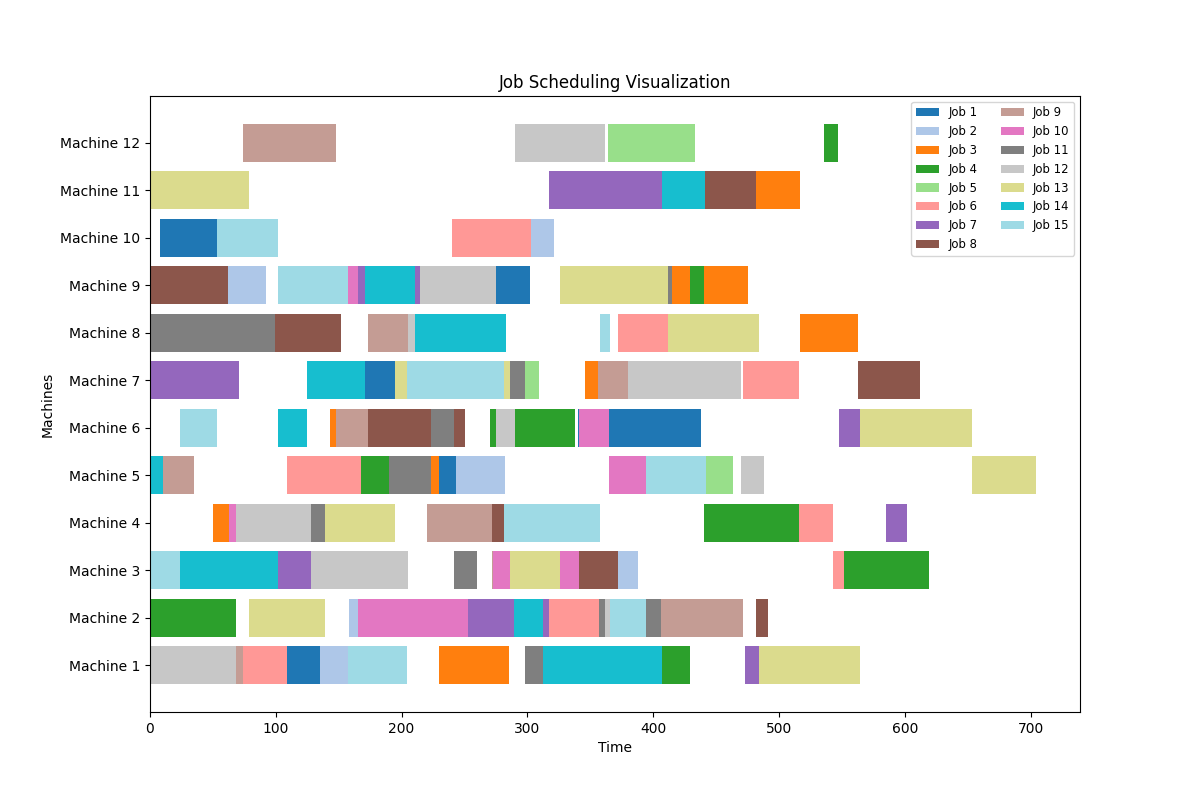 Job Scheduling Visualization
Machine 12
Machine 11
Machine 10
Machine 9
Machine 8
Machine 7
Machine 6
Machine 5
Machine 4
Machine 3
Machine 2
Machine 1
Machines
0 100 200 300 400 500 600 700
Time
Job 1
Job 2
Job 3
Job 4
Job 5
Job 6
Job 7
Job 8
Job 9
Job 10
Job 11
Job 12
Job 13
Job 14
Job 15